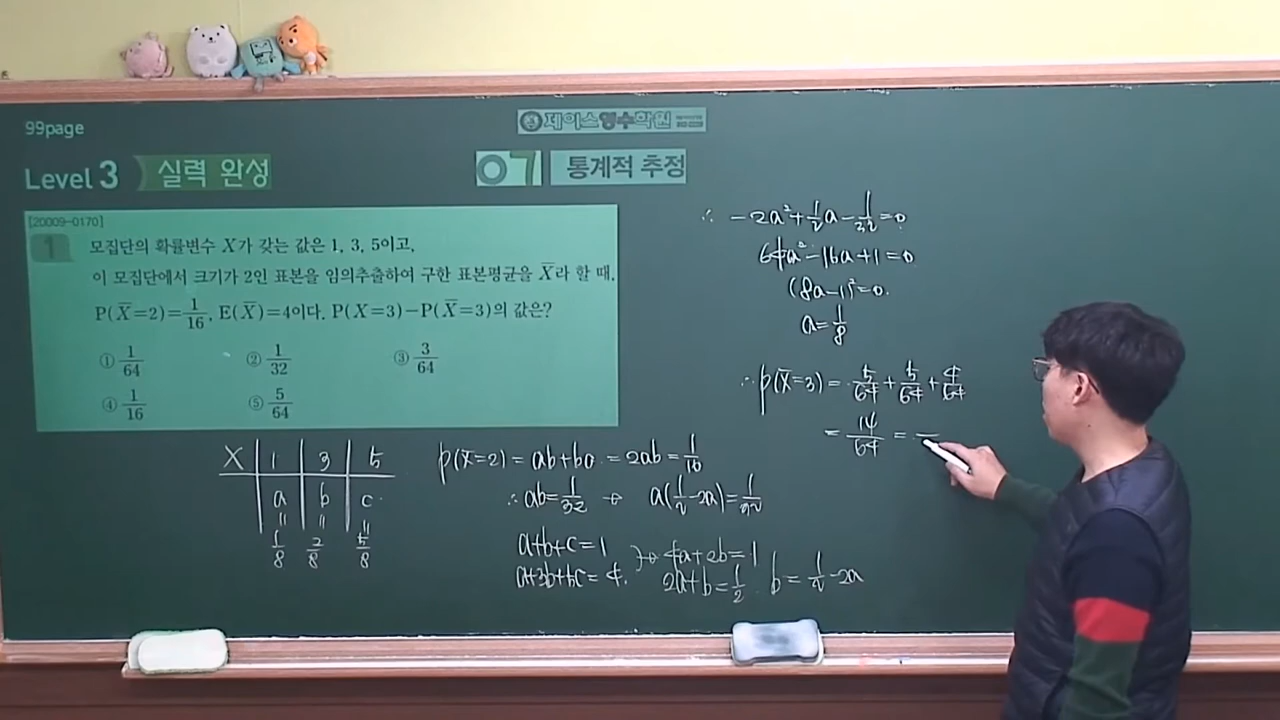 99page
제이스영수학원
Level 3 실력 완성
07 통계적 추정
[20009-0170]
1 모집단의 확률변수 X가 갖는 값은 1, 3, 5이고,
이 모집단에서 크기가 2인 표본을 임의추출하여 구한 표본평균을 X̄라 할 때,
P(X̄=2)=1/16, E(X̄)=4이다. P(X=3)-P(X̄=3)의 값은?
① 1/64 ② 1/32 ③ 3/64
④ 1/16 ⑤ 5/64
X 1 3 5
a b c
= = =
1/8 2/8 5/8
P(X̄=2) = ab+ba = 2ab = 1/16
∴ ab = 1/32 → a(1/2-2a) = 1/32
a+b+c=1
a+3b+5c=4.
→ 4a+2b=1
2a+b=1/2. b=1/2-2a
∴ -2a²+1/2a-1/32=0
64a²-16a+1=0
(8a-1)²=0.
a=1/8
∴ P(X̄=3) = 5/64+5/64+4/64
= 14/64 =